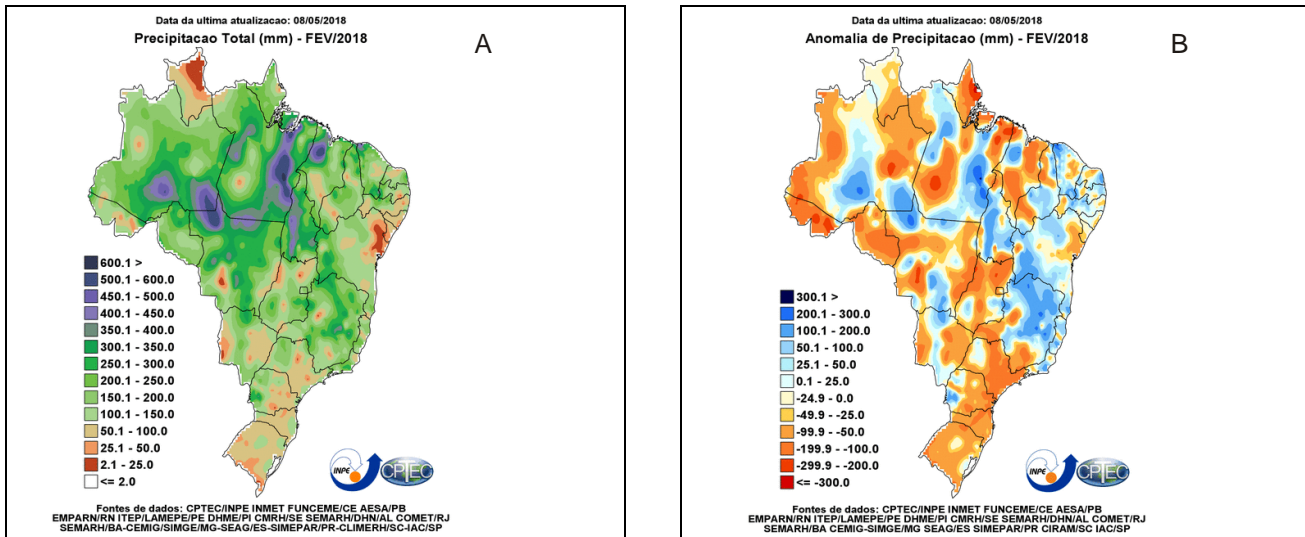 Data da ultima atualizacao: 08/05/2018
Precipitacao Total (mm) - FEV/2018
A
600.1 >
500.1 - 600.0
450.1 - 500.0
400.1 - 450.0
350.1 - 400.0
300.1 - 350.0
250.1 - 300.0
200.1 - 250.0
150.1 - 200.0
100.1 - 150.0
50.1 - 100.0
25.1 - 50.0
2.1 - 25.0
<= 2.0
INPE
CPTEC
Fontes de dados: CPTEC/INPE INMET FUNCEME/CE AESA/PB
EMPARN/RN ITEP/LAMEPE/PE DHME/PI CMRH/SE SEMARH/DHN/AL COMET/RJ
SEMARH/BA-CEMIG/SIMGE/MG-SEAG/ES-SIMEPAR/PR-CLIMERH/SC-IAC/SP
Data da ultima atualizacao: 08/05/2018
Anomalia de Precipitacao (mm) - FEV/2018
B
300.1 >
200.1 - 300.0
100.1 - 200.0
50.1 - 100.0
25.1 - 50.0
0.1 - 25.0
-24.9 - 0.0
-49.9 - -25.0
-99.9 - -50.0
-199.9 - -100.0
-299.9 - -200.0
<= -300.0
INPE
CPTEC
Fontes de dados: CPTEC/INPE INMET FUNCEME/CE AESA/PB
EMPARN/RN ITEP/LAMEPE/PE DHME/PI CMRH/SE SEMARH/DHN/AL COMET/RJ
SEMARH/BA CEMIG-SIMGE/MG SEAG/ES SIMEPAR/PR CIRAM/SC IAC/SP